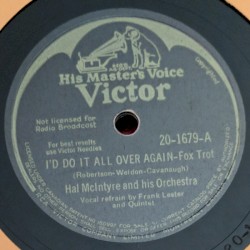 His Master's Voice
Victor
Not licensed for
Radio Broadcast
For best results
use Victor Needles
20-1679-A
I'D DO IT ALL OVER AGAIN-Fox Trot
(Robertson-Weldon-Cavanaugh)
Hal McIntyre and his Orchestra
Vocal refrain by Frank Lester
and Quintet